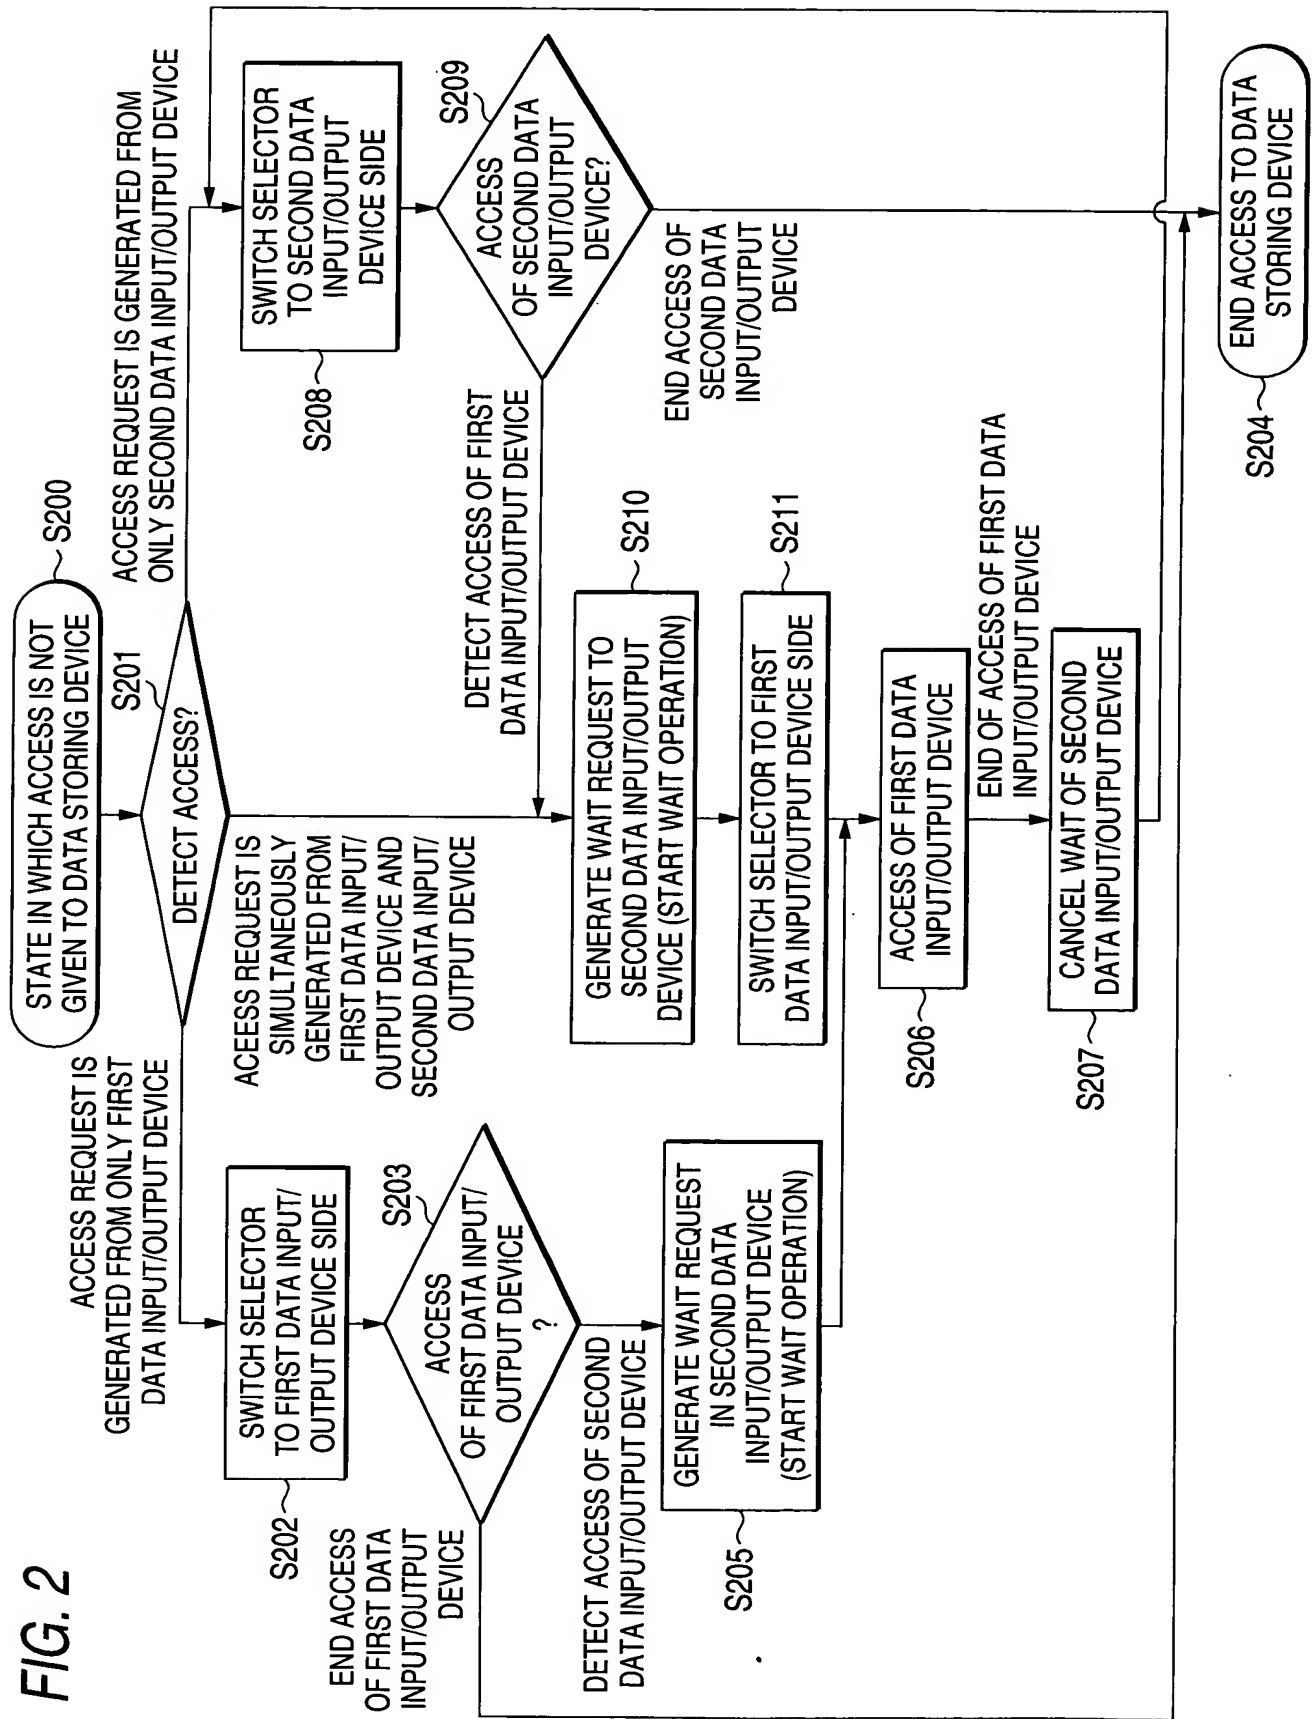 FIG. 2
STATE IN WHICH ACCESS IS NOT
GIVEN TO DATA STORING DEVICE
S200
DETECT ACCESS?
S201
ACCESS REQUEST IS
GENERATED FROM ONLY FIRST
DATA INPUT/OUTPUT DEVICE
ACEESS REQUEST IS
SIMULTANEOUSLY
GENERATED FROM
FIRST DATA INPUT/
OUTPUT DEVICE AND
SECOND DATA INPUT/
OUTPUT DEVICE
ACCESS REQUEST IS GENERATED FROM
ONLY SECOND DATA INPUT/OUTPUT DEVICE
SWITCH SELECTOR
TO FIRST DATA INPUT/
OUTPUT DEVICE SIDE
S202
ACCESS
OF FIRST DATA INPUT/
OUTPUT DEVICE
?
S203
END ACCESS
OF FIRST DATA
INPUT/OUTPUT
DEVICE
DETECT ACCESS OF SECOND
DATA INPUT/OUTPUT DEVICE
GENERATE WAIT REQUEST
IN SECOND DATA
INPUT/OUTPUT DEVICE
(START WAIT OPERATION)
S205
SWITCH SELECTOR
TO SECOND DATA
INPUT/OUTPUT
DEVICE SIDE
S208
ACCESS
OF SECOND DATA
INPUT/OUTPUT
DEVICE?
S209
DETECT ACCESS OF FIRST
DATA INPUT/OUTPUT DEVICE
END ACCESS OF
SECOND DATA
INPUT/OUTPUT
DEVICE
GENERATE WAIT REQUEST TO
SECOND DATA INPUT/OUTPUT
DEVICE (START WAIT OPERATION)
S210
SWITCH SELECTOR TO FIRST
DATA INPUT/OUTPUT DEVICE SIDE
S211
ACCESS OF FIRST DATA
INPUT/OUTPUT DEVICE
S206
END OF ACCESS OF FIRST DATA
INPUT/OUTPUT DEVICE
CANCEL WAIT OF SECOND
DATA INPUT/OUTPUT DEVICE
S207
END ACCESS TO DATA
STORING DEVICE
S204